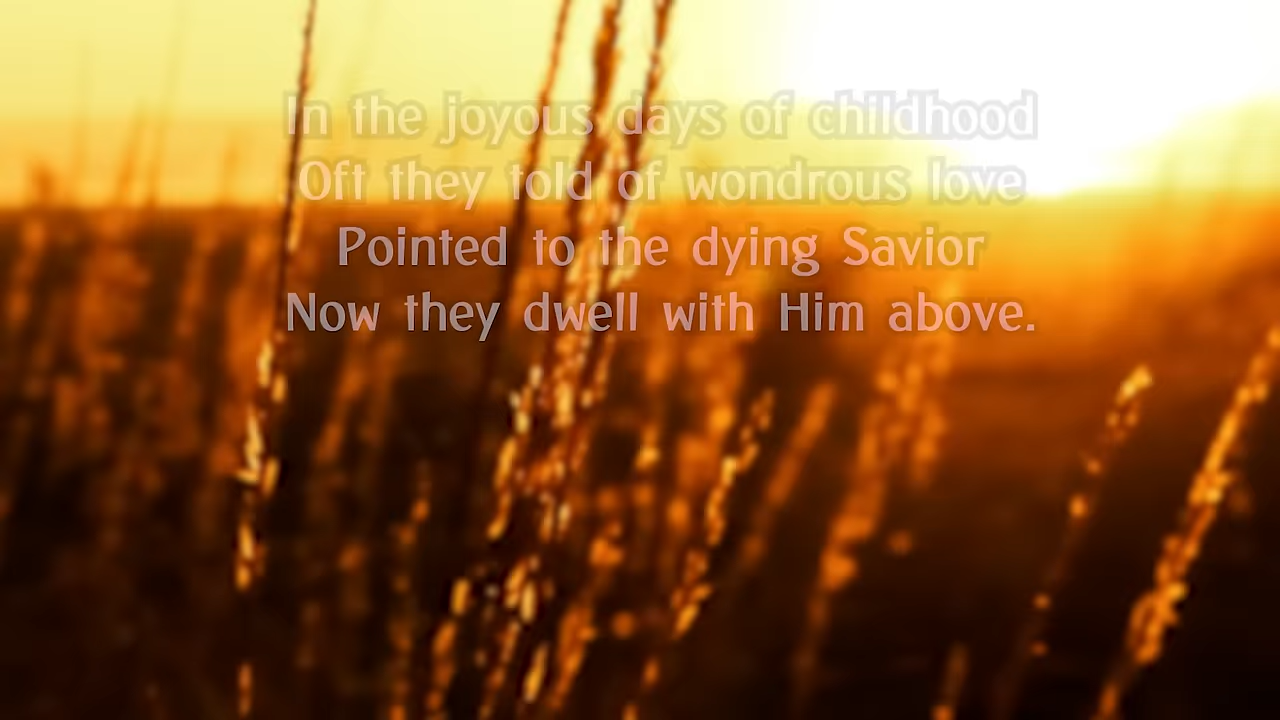 In the joyous days of childhood
Oft they told of wondrous love
Pointed to the dying Savior
Now they dwell with Him above.